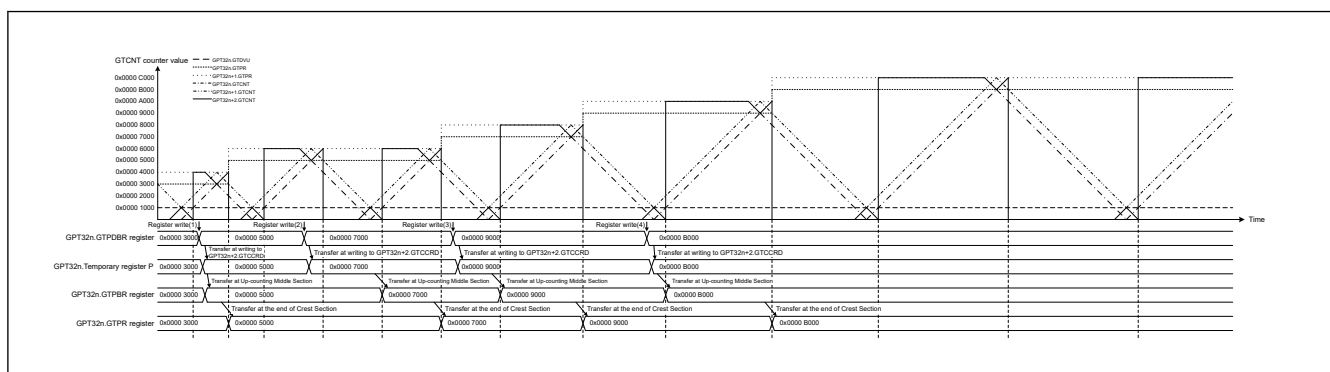 GTCNT counter value
GPT32n.GTDVU
GPT32n.GTPR
GPT32n+1.GTPR
GPT32n.GTCNT
GPT32n+1.GTCNT
GPT32n+2.GTCNT
0x0000 C000
0x0000 B000
0x0000 A000
0x0000 9000
0x0000 8000
0x0000 7000
0x0000 6000
0x0000 5000
0x0000 4000
0x0000 3000
0x0000 2000
0x0000 1000
Time
Register write(1) Register write(2) Register write(3) Register write(4)
GPT32n.GTPDBR register 0x0000 3000 0x0000 5000 0x0000 7000 0x0000 9000 0x0000 B000
Transfer at writing to
GPT32n+2.GTCCRD
Transfer at writing to GPT32n+2.GTCCRD Transfer at writing to GPT32n+2.GTCCRD Transfer at writing to GPT32n+2.GTCCRD
GPT32n.Temporary register P 0x0000 3000 0x0000 5000 0x0000 7000 0x0000 9000 0x0000 B000
Transfer at Up-counting Middle Section Transfer at Up-counting Middle Section Transfer at Up-counting Middle Section Transfer at Up-counting Middle Section
GPT32n.GTPBR register 0x0000 3000 0x0000 5000 0x0000 7000 0x0000 9000 0x0000 B000
Transfer at the end of Crest Section Transfer at the end of Crest Section Transfer at the end of Crest Section Transfer at the end of Crest Section
GPT32n.GTPR register 0x0000 3000 0x0000 5000 0x0000 7000 0x0000 9000 0x0000 B000